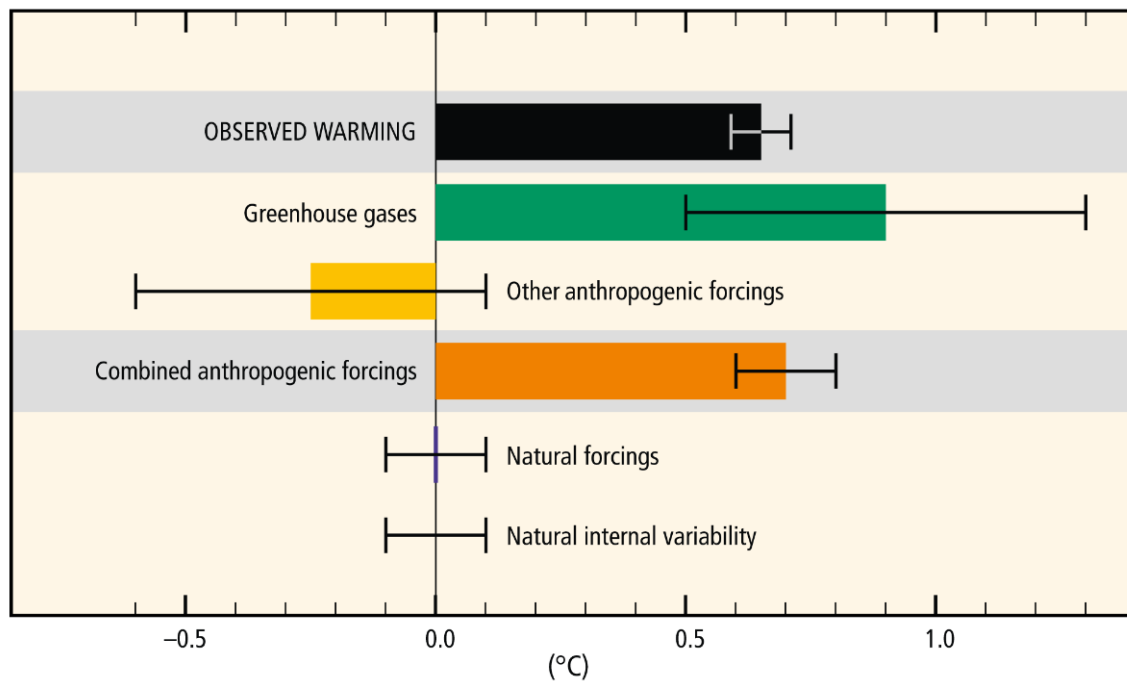 OBSERVED WARMING
Greenhouse gases
Other anthropogenic forcings
Combined anthropogenic forcings
Natural forcings
Natural internal variability
–0.5 0.0 0.5 1.0
(°C)